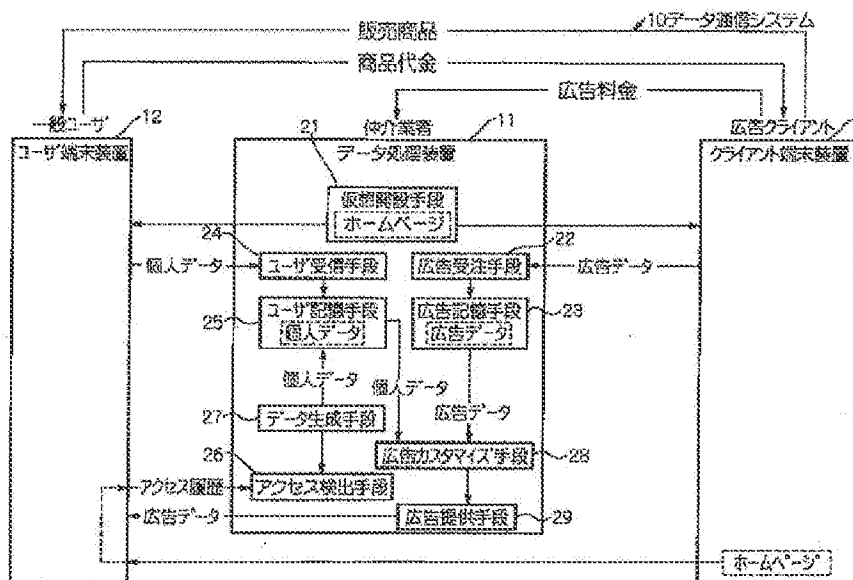 10データ通信システム
販売商品
商品代金
広告料金
一般ユーザ
12
仲介業者
11
広告クライアント
ユーザ端末装置
データ処理装置
クライアント端末装置
21
仮想開設手段
ホームページ
24
22
個人データ
ユーザ受信手段
広告受注手段
広告データ
25
ユーザ記憶手段
個人データ
広告記憶手段
広告データ
23
個人データ
個人データ
広告データ
27
データ生成手段
26
広告カスタマイズ手段
28
アクセス履歴
アクセス検出手段
広告データ
広告提供手段
29
ホームページ